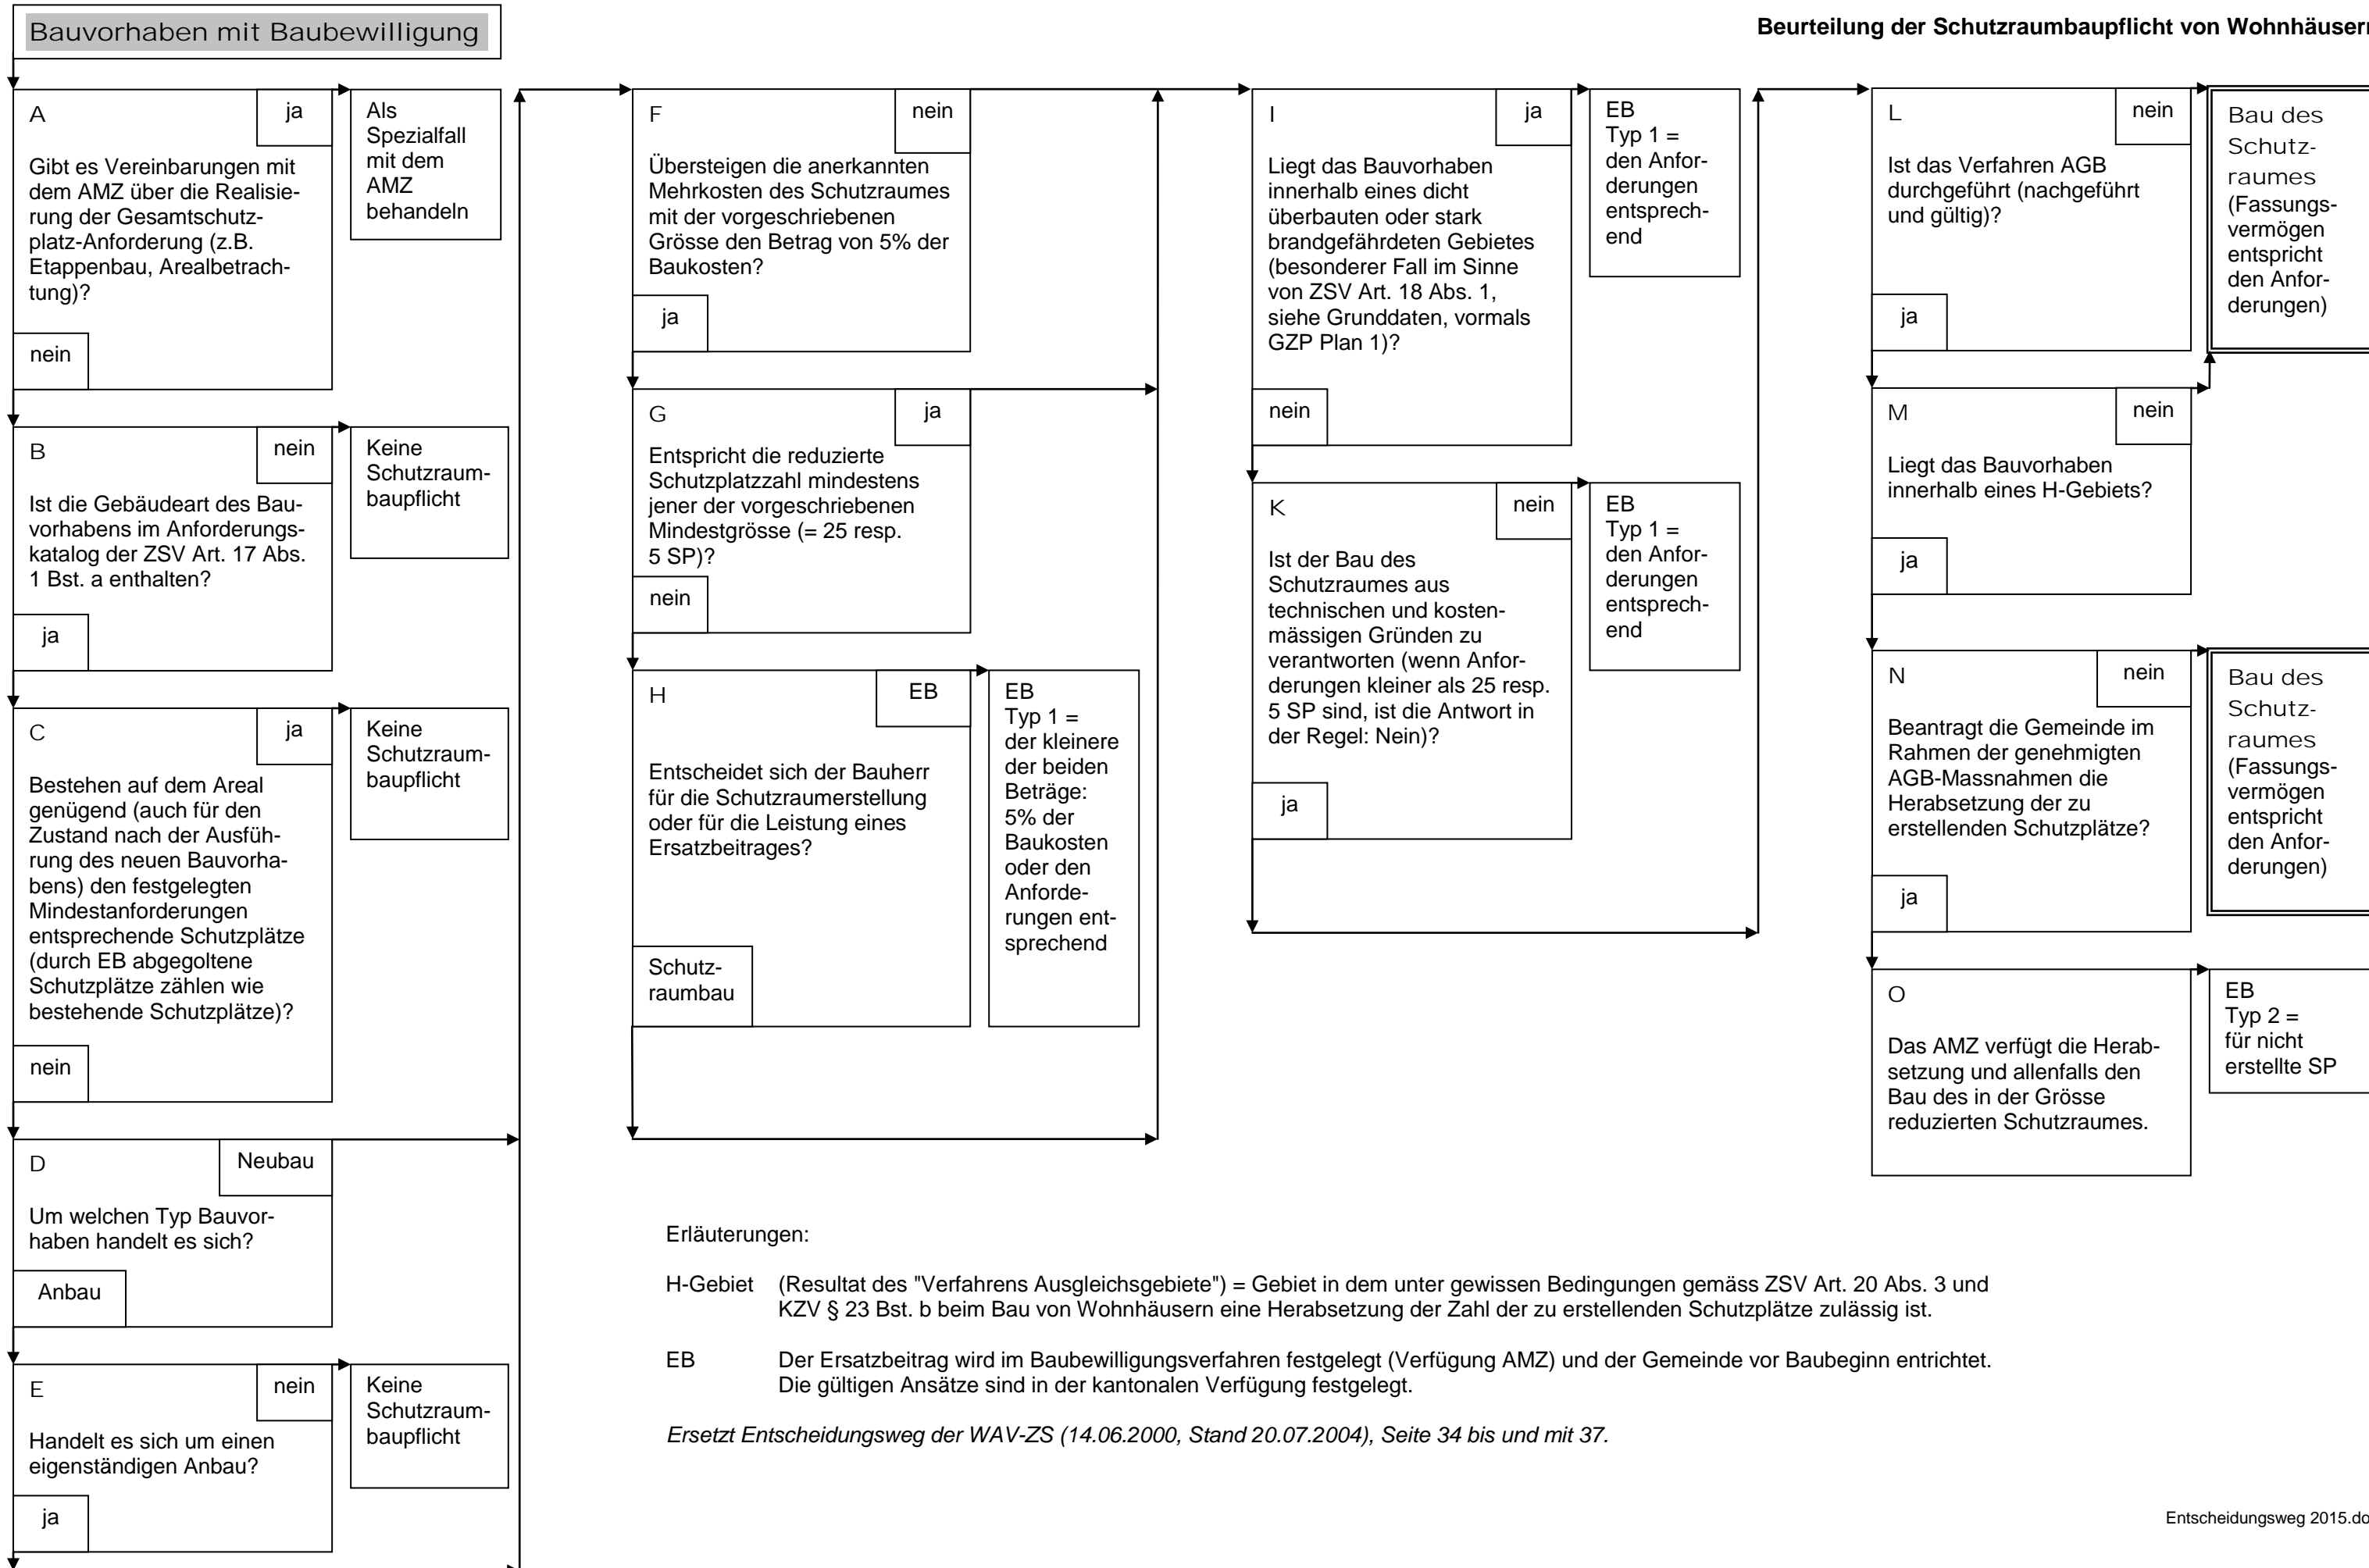 Bauvorhaben mit Baubewilligung
Beurteilung der Schutzraumbaupflicht von Wohnhäusern
A
ja
Gibt es Vereinbarungen mit
dem AMZ über die Realisie-
rung der Gesamtschutz-
platz-Anforderung (z.B.
Etappenbau, Arealbetrach-
tung)?
nein
Als
Spezialfall
mit dem
AMZ
behandeln
B
nein
Ist die Gebäudeart des Bau-
vorhabens im Anforderungs-
katalog der ZSV Art. 17 Abs.
1 Bst. a enthalten?
ja
Keine
Schutzraum-
baupflicht
C
ja
Bestehen auf dem Areal
genügend (auch für den
Zustand nach der Ausfüh-
rung des neuen Bauvorha-
bens) den festgelegten
Mindestanforderungen
entsprechende Schutzplätze
(durch EB abgegoltene
Schutzplätze zählen wie
bestehende Schutzplätze)?
nein
Keine
Schutzraum-
baupflicht
D
Neubau
Um welchen Typ Bauvor-
haben handelt es sich?
Anbau
E
nein
Handelt es sich um einen
eigenständigen Anbau?
ja
Keine
Schutzraum-
baupflicht
F
nein
Übersteigen die anerkannten
Mehrkosten des Schutzraumes
mit der vorgeschriebenen
Grösse den Betrag von 5% der
Baukosten?
ja
G
ja
Entspricht die reduzierte
Schutzplatzzahl mindestens
jener der vorgeschriebenen
Mindestgrösse (= 25 resp.
5 SP)?
nein
H
EB
Entscheidet sich der Bauherr
für die Schutzraumerstellung
oder für die Leistung eines
Ersatzbeitrages?
Schutz-
raumbau
EB
Typ 1 =
der kleinere
der beiden
Beträge:
5% der
Baukosten
oder den
Anforde-
rungen ent-
sprechend
I
ja
Liegt das Bauvorhaben
innerhalb eines dicht
überbauten oder stark
brandgefährdeten Gebietes
(besonderer Fall im Sinne
von ZSV Art. 18 Abs. 1,
siehe Grunddaten, vormals
GZP Plan 1)?
nein
EB
Typ 1 =
den Anfor-
derungen
entsprech-
end
K
nein
Ist der Bau des
Schutzraumes aus
technischen und kosten-
mässigen Gründen zu
verantworten (wenn Anfor-
derungen kleiner als 25 resp.
5 SP sind, ist die Antwort in
der Regel: Nein)?
ja
EB
Typ 1 =
den Anfor-
derungen
entsprech-
end
L
nein
Ist das Verfahren AGB
durchgeführt (nachgeführt
und gültig)?
ja
Bau des
Schutz-
raumes
(Fassungs-
vermögen
entspricht
den Anfor-
derungen)
M
nein
Liegt das Bauvorhaben
innerhalb eines H-Gebiets?
ja
N
nein
Beantragt die Gemeinde im
Rahmen der genehmigten
AGB-Massnahmen die
Herabsetzung der zu
erstellenden Schutzplätze?
ja
Bau des
Schutz-
raumes
(Fassungs-
vermögen
entspricht
den Anfor-
derungen)
O
Das AMZ verfügt die Herab-
setzung und allenfalls den
Bau des in der Grösse
reduzierten Schutzraumes.
EB
Typ 2 =
für nicht
erstellte SP
Erläuterungen:
H-Gebiet (Resultat des "Verfahrens Ausgleichsgebiete") = Gebiet in dem unter gewissen Bedingungen gemäss ZSV Art. 20 Abs. 3 und
KZV § 23 Bst. b beim Bau von Wohnhäusern eine Herabsetzung der Zahl der zu erstellenden Schutzplätze zulässig ist.
EB Der Ersatzbeitrag wird im Baubewilligungsverfahren festgelegt (Verfügung AMZ) und der Gemeinde vor Baubeginn entrichtet.
Die gültigen Ansätze sind in der kantonalen Verfügung festgelegt.
Ersetzt Entscheidungsweg der WAV-ZS (14.06.2000, Stand 20.07.2004), Seite 34 bis und mit 37.
Entscheidungsweg 2015.do